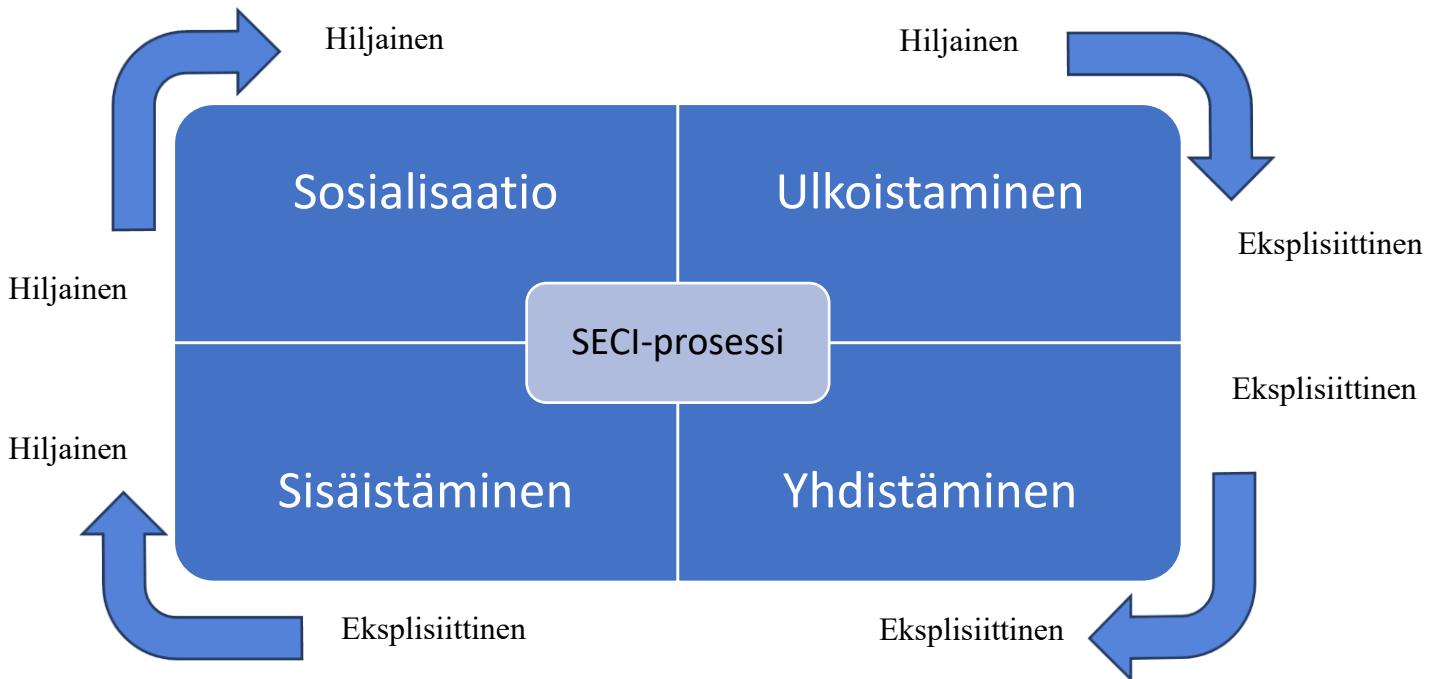 Hiljainen
Hiljainen
Sosialisaatio
Ulkoistaminen
Eksplisiittinen
Hiljainen
SECI-prosessi
Eksplisiittinen
Hiljainen
Sisäistäminen
Yhdistäminen
Eksplisiittinen
Eksplisiittinen